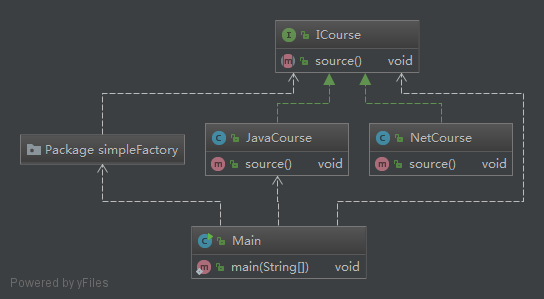 ICourse
source() void
Package simpleFactory
JavaCourse
source() void
NetCourse
source() void
Main
main(String[]) void
Powered by yFiles